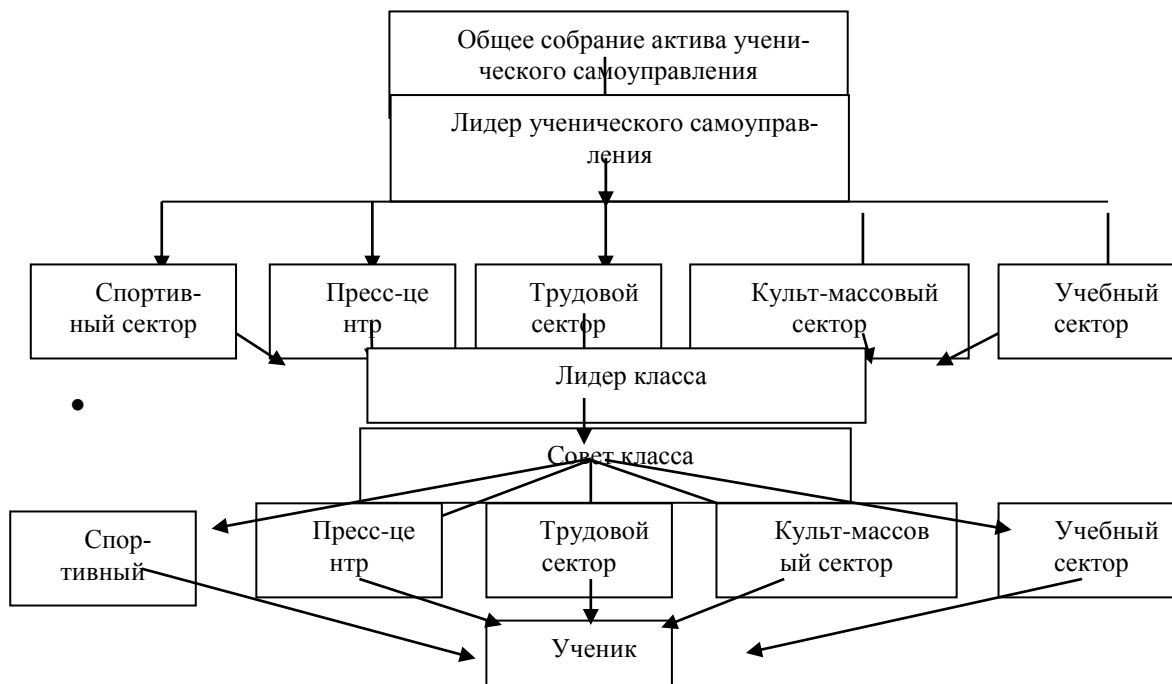 Общее собрание актива учени-
ческого самоуправления
Лидер ученического самоуправ-
ления
Спортив-
ный сектор
Пресс-це
нтр
Трудовой
сектор
Культ-массовый
сектор
Учебный
сектор
Лидер класса
Совет класса
Спор-
тивный
Пресс-це
нтр
Трудовой
сектор
Культ-массов
ый сектор
Учебный
сектор
Ученик